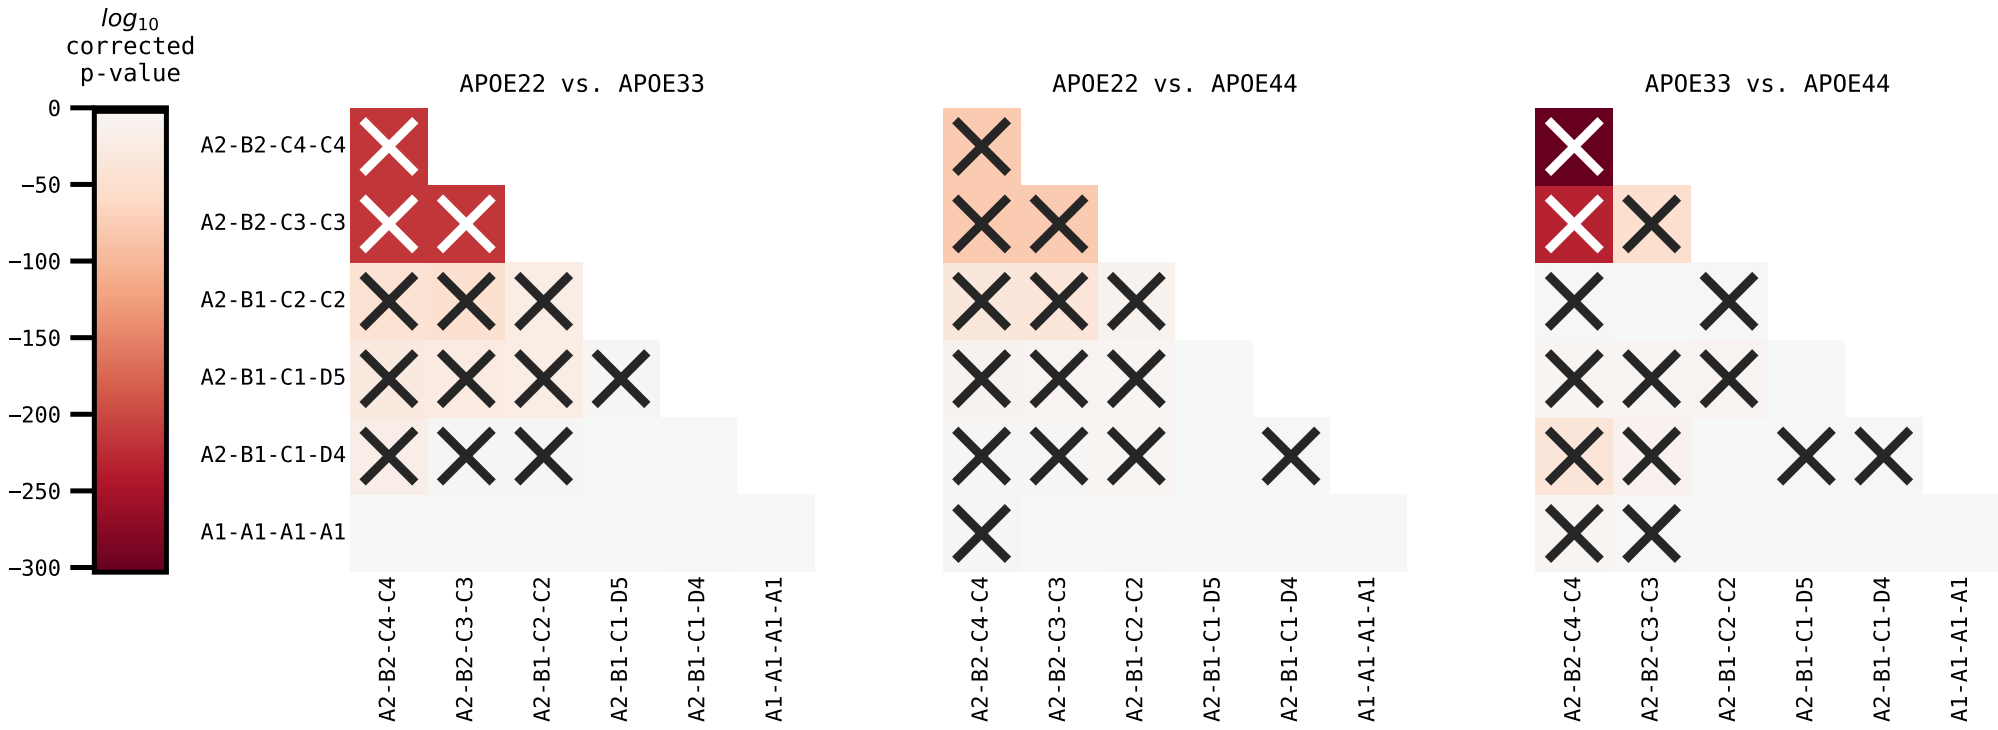 log10
corrected
p-value
0
−50
−100
−150
−200
−250
−300
APOE22 vs. APOE33
APOE22 vs. APOE44
APOE33 vs. APOE44
A2-B2-C4-C4
A2-B2-C3-C3
A2-B1-C2-C2
A2-B1-C1-D5
A2-B1-C1-D4
A1-A1-A1-A1
A2-B2-C4-C4
A2-B2-C3-C3
A2-B1-C2-C2
A2-B1-C1-D5
A2-B1-C1-D4
A1-A1-A1-A1
A2-B2-C4-C4
A2-B2-C3-C3
A2-B1-C2-C2
A2-B1-C1-D5
A2-B1-C1-D4
A1-A1-A1-A1
A2-B2-C4-C4
A2-B2-C3-C3
A2-B1-C2-C2
A2-B1-C1-D5
A2-B1-C1-D4
A1-A1-A1-A1